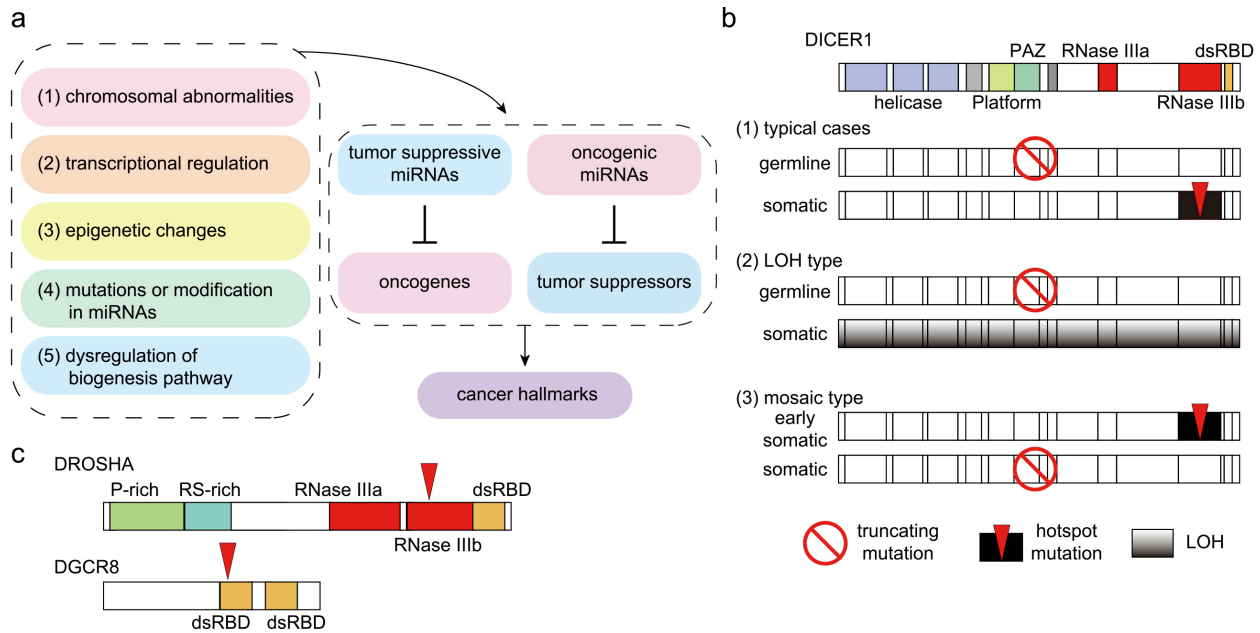 a
(1) chromosomal abnormalities
(2) transcriptional regulation
(3) epigenetic changes
(4) mutations or modification
in miRNAs
(5) dysregulation of
biogenesis pathway
tumor suppressive
miRNAs
oncogenic
miRNAs
oncogenes
tumor suppressors
cancer hallmarks
b
DICER1
PAZ
RNase IIIa
dsRBD
helicase
Platform
RNase IIIb
(1) typical cases
germline
somatic
(2) LOH type
germline
somatic
(3) mosaic type
early
somatic
somatic
truncating
mutation
hotspot
mutation
LOH
c
DROSHA
P-rich
RS-rich
RNase IIIa
dsRBD
RNase IIIb
DGCR8
dsRBD
dsRBD